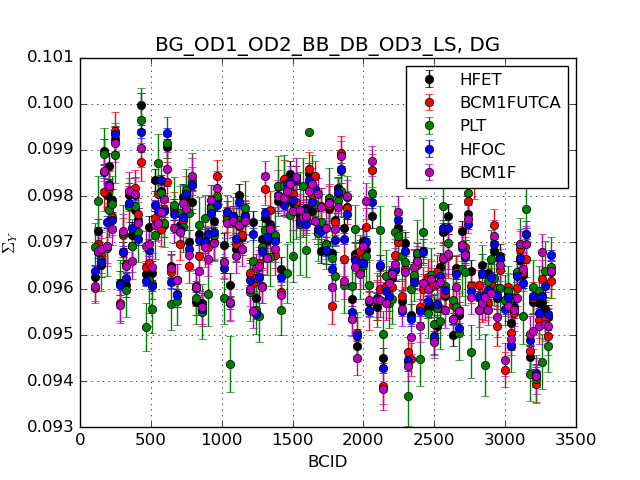 BG_OD1_OD2_BB_DB_OD3_LS, DG
0.101
0.100
0.099
0.098
0.097
0.096
0.095
0.094
0.093
Σ_Y
HFET
BCM1FUTCA
PLT
HFOC
BCM1F
0 500 1000 1500 2000 2500 3000 3500
BCID